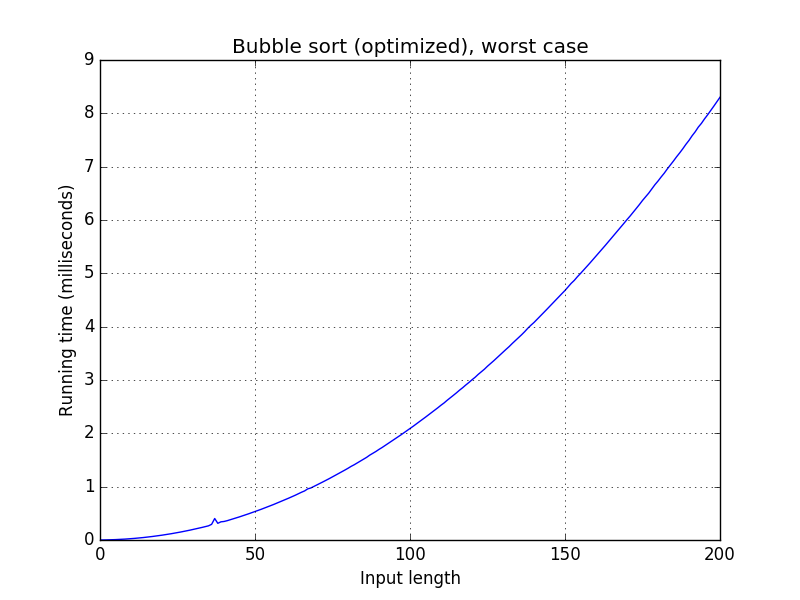 Bubble sort (optimized), worst case
9
8
7
6
5
4
3
2
1
0
Running time (milliseconds)
0 50 100 150 200
Input length